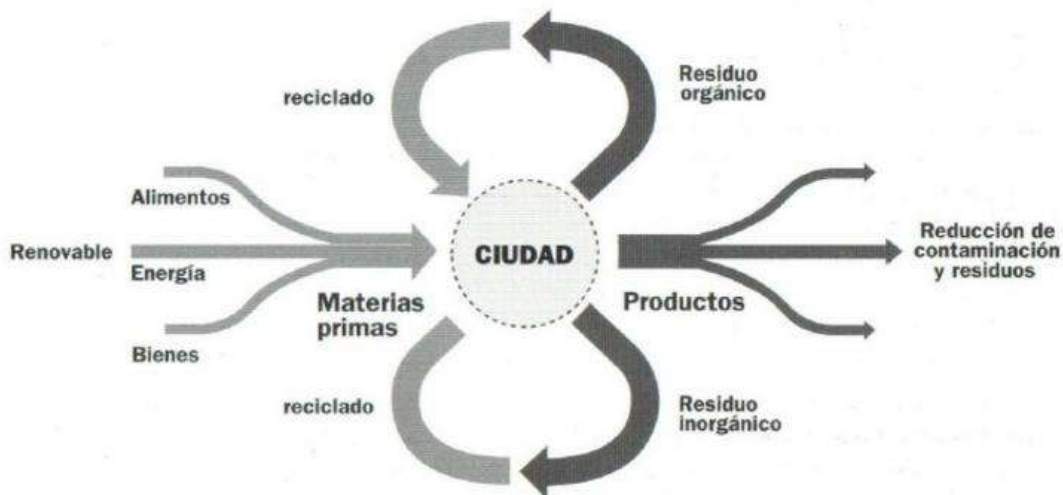 reciclado
Residuo
orgánico
Alimentos
Renovable
Energía
Bienes
CIUDAD
Materias
primas
Productos
Reducción de
contaminación
y residuos
reciclado
Residuo
inorgánico